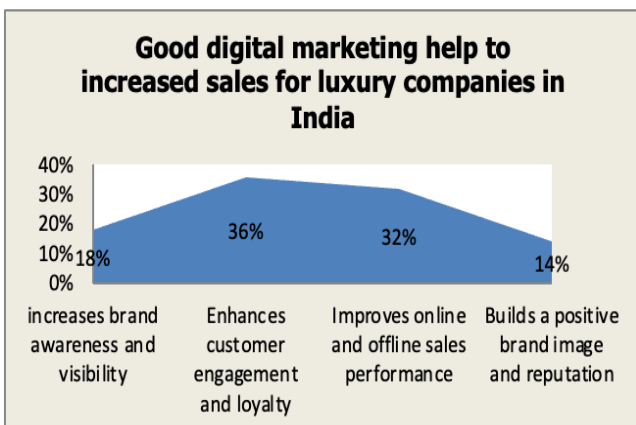 Good digital marketing help to
increased sales for luxury companies in
India
40%
30%
20%
10%
0%
18%
36%
32%
14%
increases brand
awareness and
visibility
Enhances
customer
engagement
and loyalty
Improves online
and offline sales
performance
Builds a positive
brand image
and reputation